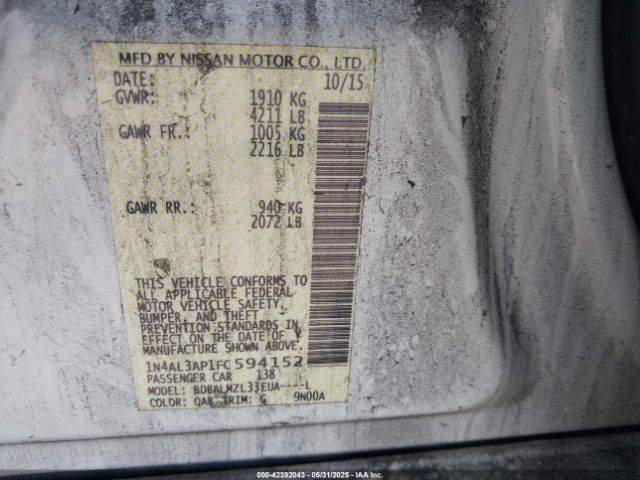 MFD BY NISSAN MOTOR CO., LTD.
DATE: 10/15
GVWR: 1910 KG
4211 LB
GAWR FR.: 1005 KG
2216 LB
GAWR RR.: 940 KG
2072 LB
THIS VEHICLE CONFORMS TO
ALL APPLICABLE FEDERAL
MOTOR VEHICLE SAFETY,
BUMPER, AND THEFT
PREVENTION STANDARDS IN
EFFECT ON THE DATE OF
MANUFACTURE SHOWN ABOVE.
1N4AL3AP1FC594152
PASSENGER CAR 138
MODEL: BDBALMZL33EUA----L
COLOR: QAB TRIM: G 9N00A
00-42392043 - 05/31/2025 - IAAI.COM